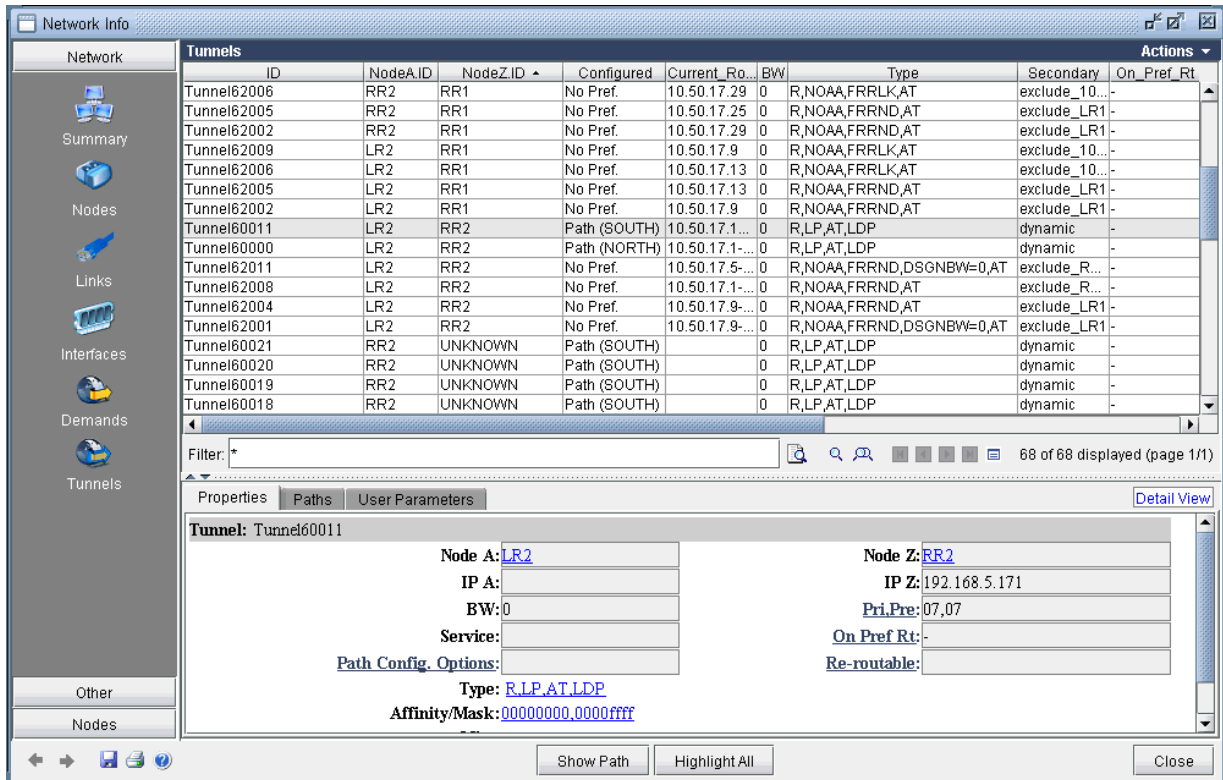 Network Info
Network
Summary
Nodes
Links
Interfaces
Demands
Tunnels
Other
Nodes
Tunnels Actions
ID NodeA.ID NodeZ.ID Configured Current_Ro... BW Type Secondary On_Pref_Rt
Tunnel62006 RR2 RR1 No Pref. 10.50.17.29 0 R,NOAA,FRRLK,AT exclude_10... -
Tunnel62005 RR2 RR1 No Pref. 10.50.17.25 0 R,NOAA,FRRND,AT exclude_LR1 -
Tunnel62002 RR2 RR1 No Pref. 10.50.17.29 0 R,NOAA,FRRND,AT exclude_LR1 -
Tunnel62009 LR2 RR1 No Pref. 10.50.17.9 0 R,NOAA,FRRLK,AT exclude_10... -
Tunnel62006 LR2 RR1 No Pref. 10.50.17.13 0 R,NOAA,FRRLK,AT exclude_10... -
Tunnel62005 LR2 RR1 No Pref. 10.50.17.13 0 R,NOAA,FRRND,AT exclude_LR1 -
Tunnel62002 LR2 RR1 No Pref. 10.50.17.9 0 R,NOAA,FRRND,AT exclude_LR1 -
Tunnel60011 LR2 RR2 Path (SOUTH) 10.50.17.1... 0 R,LP,AT,LDP dynamic -
Tunnel60000 LR2 RR2 Path (NORTH) 10.50.17.1-... 0 R,LP,AT,LDP dynamic -
Tunnel62011 LR2 RR2 No Pref. 10.50.17.5-... 0 R,NOAA,FRRND,DSGNBW=0,AT exclude_R... -
Tunnel62008 LR2 RR2 No Pref. 10.50.17.1-... 0 R,NOAA,FRRND,AT exclude_R... -
Tunnel62004 LR2 RR2 No Pref. 10.50.17.9-... 0 R,NOAA,FRRND,AT exclude_LR1 -
Tunnel62001 LR2 RR2 No Pref. 10.50.17.9-... 0 R,NOAA,FRRND,DSGNBW=0,AT exclude_LR1 -
Tunnel60021 RR2 UNKNOWN Path (SOUTH) 0 R,LP,AT,LDP dynamic -
Tunnel60020 RR2 UNKNOWN Path (SOUTH) 0 R,LP,AT,LDP dynamic -
Tunnel60019 RR2 UNKNOWN Path (SOUTH) 0 R,LP,AT,LDP dynamic -
Tunnel60018 RR2 UNKNOWN Path (SOUTH) 0 R,LP,AT,LDP dynamic -
Filter: * 68 of 68 displayed (page 1/1)
Properties Paths User Parameters Detail View
Tunnel: Tunnel60011
Node A: LR2 Node Z: RR2
IP A: IP Z: 192.168.5.171
BW: 0 Pri,Pre: 07,07
Service: On Pref Rt: -
Path Config. Options: Re-routable:
Type: R,LP,AT,LDP
Affinity/Mask: 00000000,0000ffff
Show Path Highlight All Close